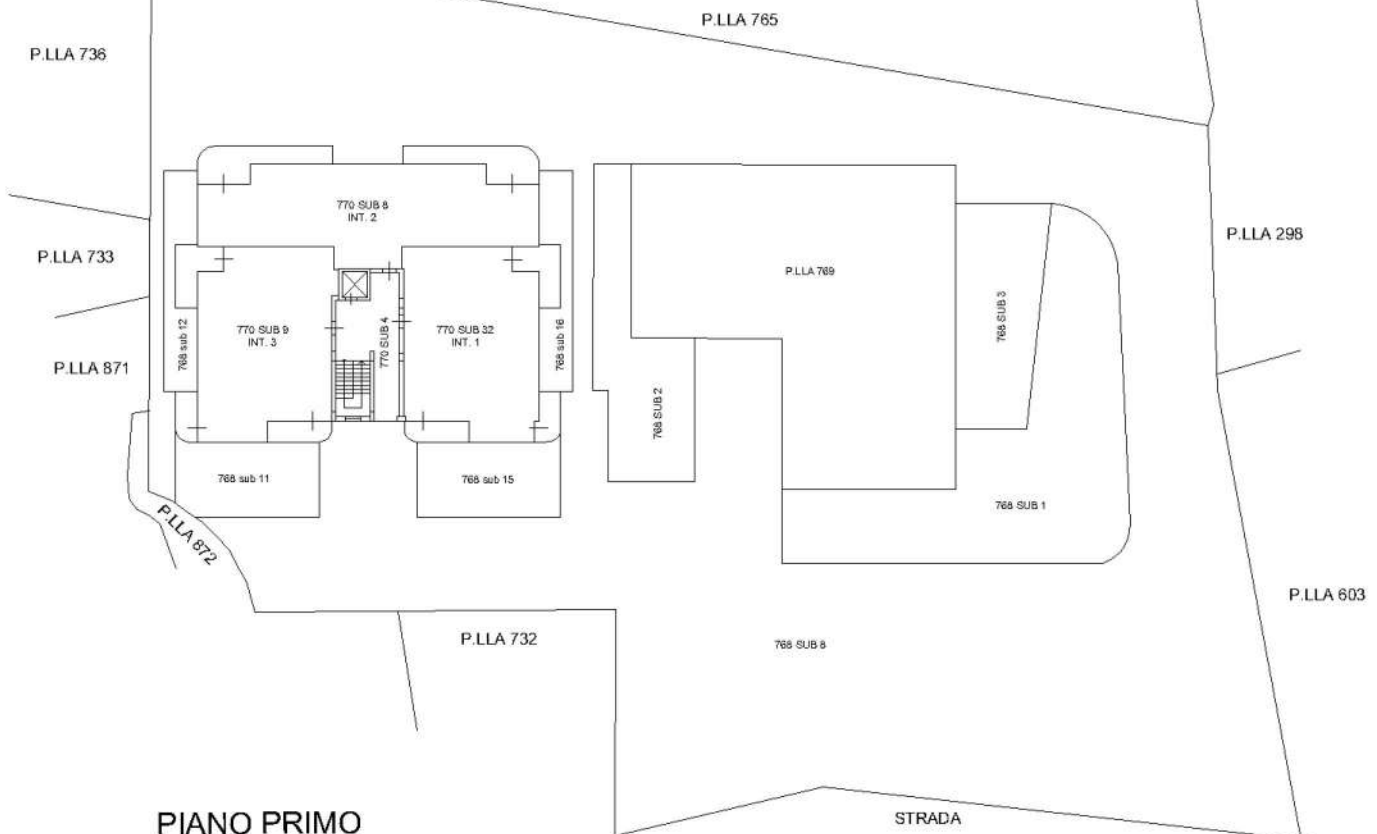 P.LLA 765
P.LLA 736
770 SUB 8
INT. 2
P.LLA 298
P.LLA 733
P.LLA 769
768 SUB 3
770 SUB 9
INT. 3
770 SUB 4
770 SUB 32
INT. 1
768 sub 12
768 sub 16
P.LLA 871
768 SUB 2
768 sub 11
768 sub 15
768 SUB 1
P.LLA 872
P.LLA 603
P.LLA 732
768 SUB 8
PIANO PRIMO
STRADA